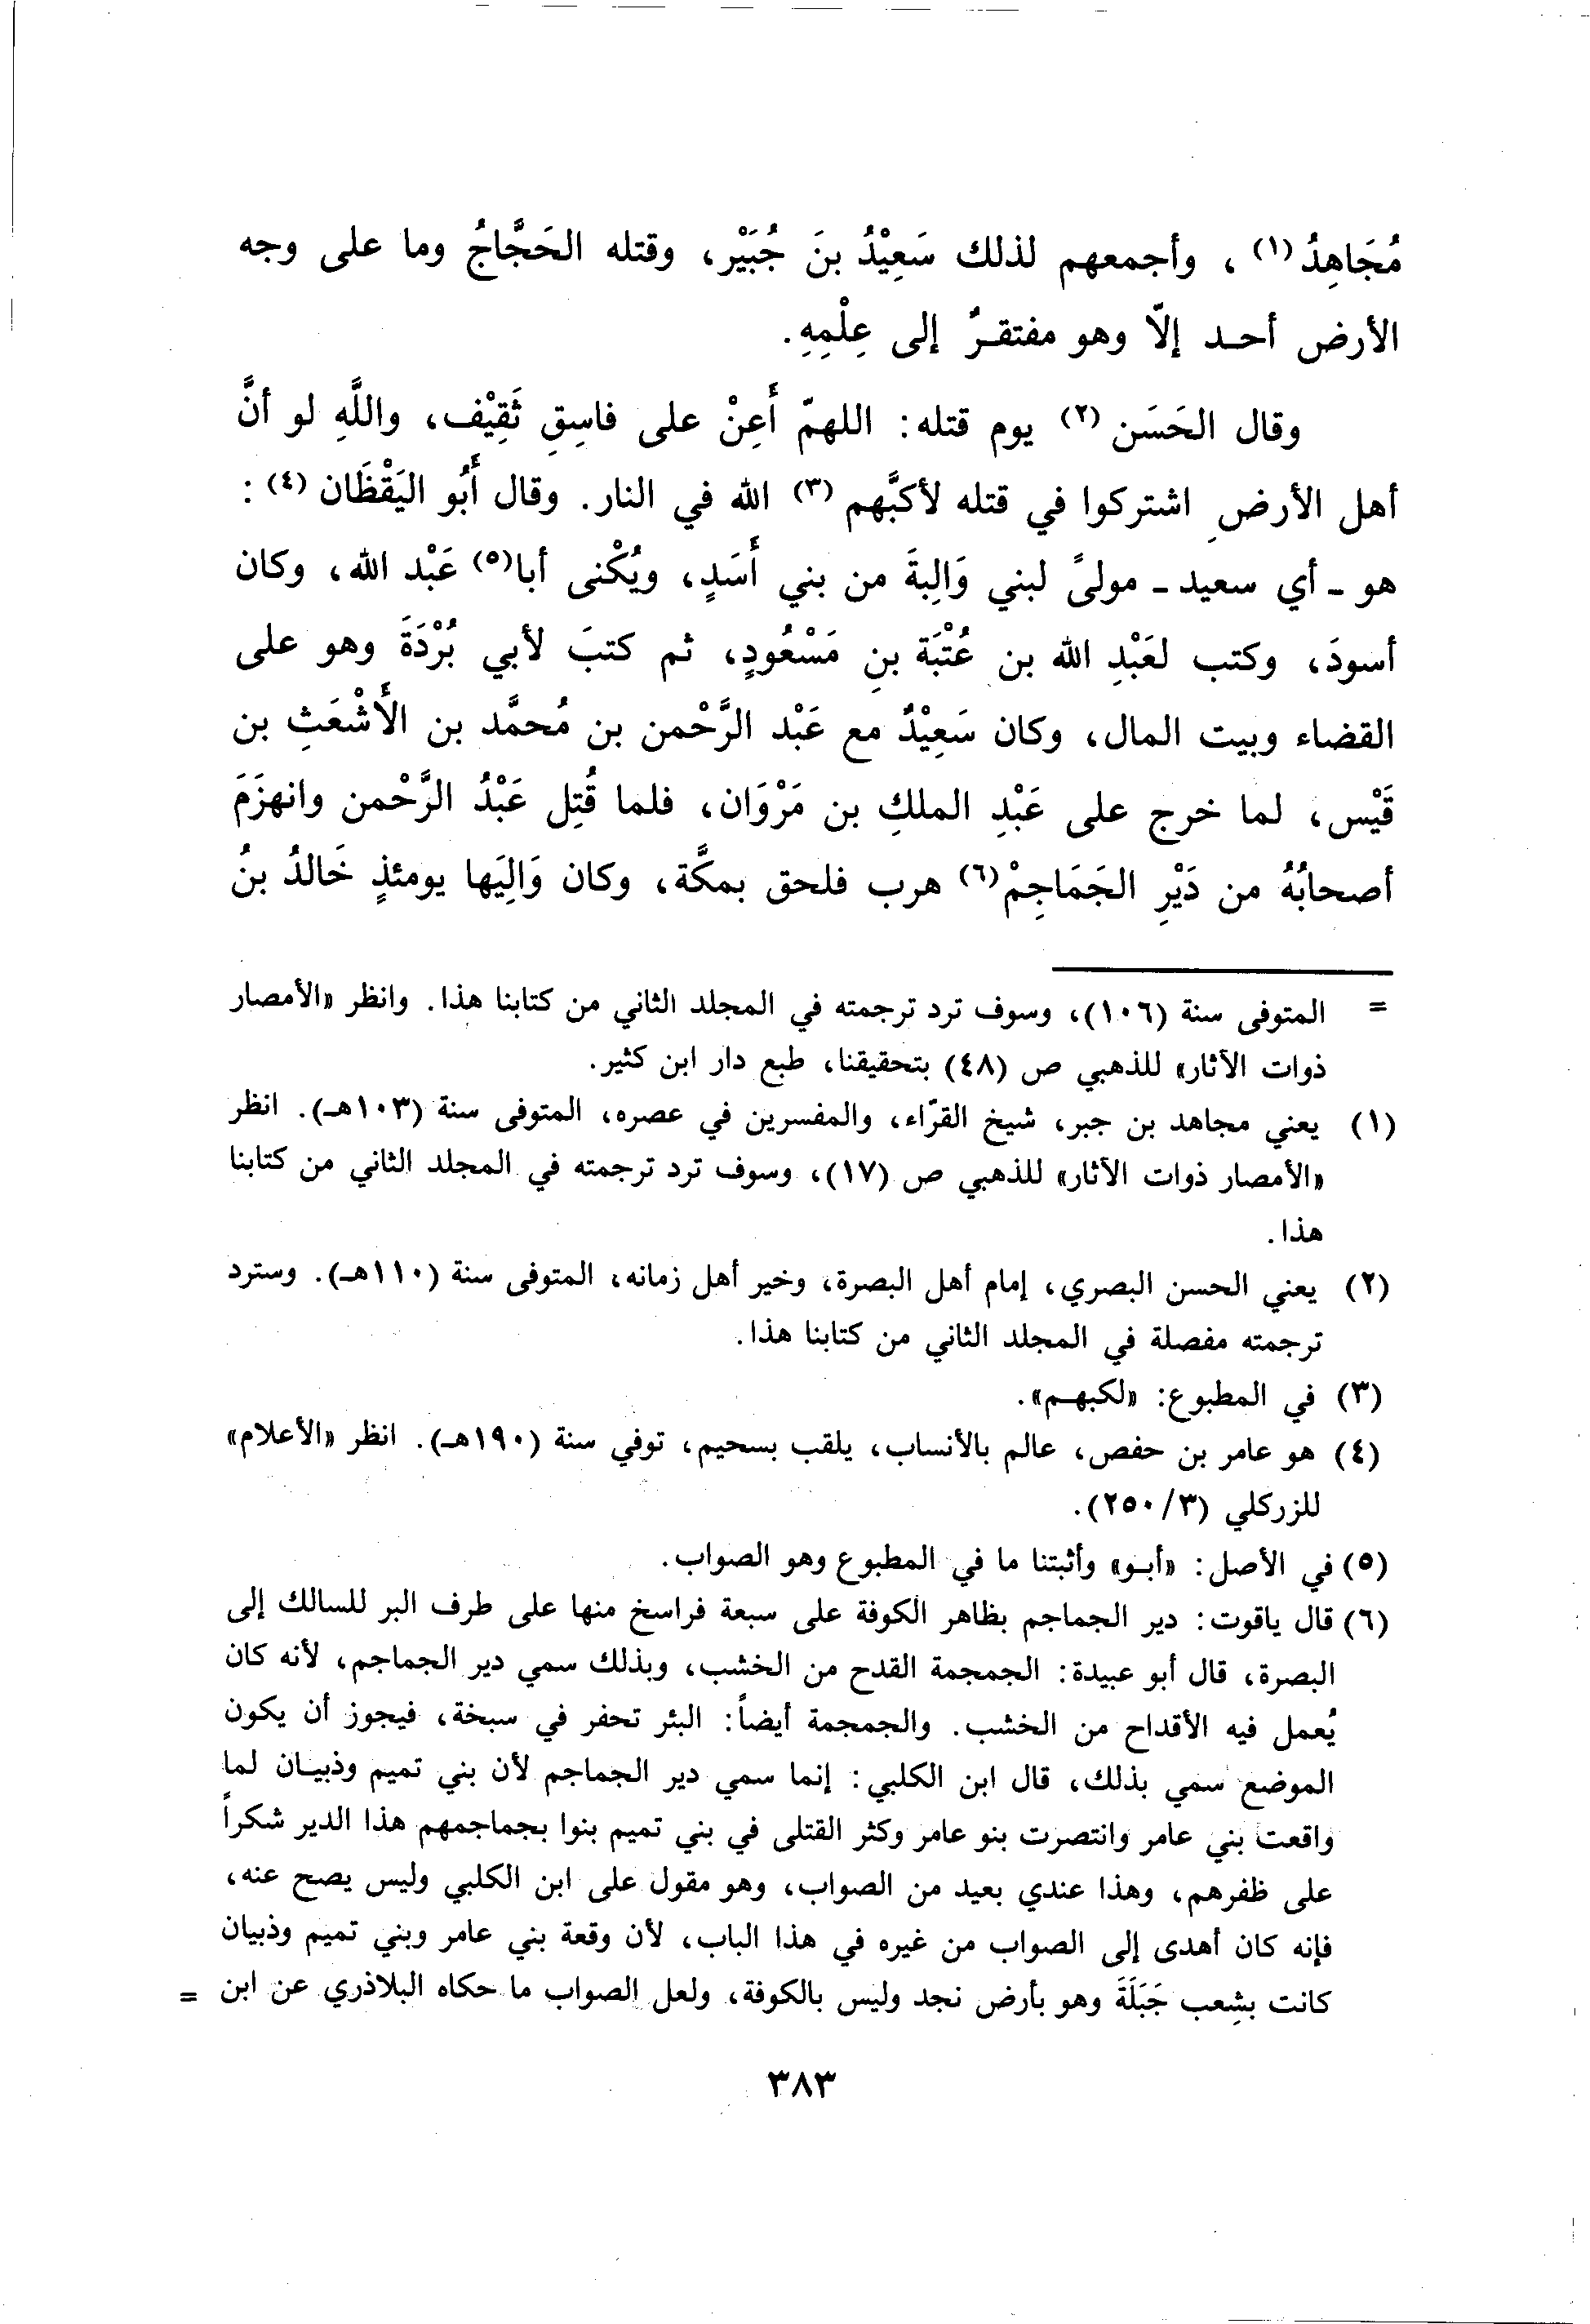 مُجَاهِدُ (١) ، وأجمعهم لذلك سَعِيْدُ بنَ جُبَيْر، وقتله الحَجَّاجُ وما على وجه
الأرض أحـد إلّا وهو مفتقـرٌ إلى عِلْمِهِ.
وقال الحَسَن (٢) يوم قتله: اللهمّ أَعِنْ على فاسِقِ ثَقِيْف، واللَّهِ لو أنَّ
أهل الأرضِ اشتركوا في قتله لأكبَّهم (٣) الله في النار. وقال أَبُو اليَقْظَان (٤) :
هو - أي سعيد - مولىً لبني وَالِبةَ من بني أَسَدٍ، ويُكْنى أبا(٥) عَبْد الله، وكان
أسودَ، وكتب لعَبْدِ الله بن عُتْبَة بنِ مَسْعُودٍ، ثم كتبَ لأبي بُرْدَةَ وهو على
القضاء وبيت المال، وكان سَعِيْدٌ مع عَبْد الرَّحْمن بن مُحمَّد بن الأَشْعَثِ بن
قَيْس، لما خرج على عَبْدِ الملكِ بن مَرْوَان، فلما قُتِل عَبْدُ الرَّحْمن وانهزَمَ
أصحابُهُ من دَيْرِ الجَمَاجِمْ (٦) هرب فلحق بمكَّة، وكان وَالِيَها يومئذٍ خَالدُ بنُ
= المتوفى سنة (١٠٦)، وسوف ترد ترجمته في المجلد الثاني من كتابنا هذا. وانظر «الأمصار
ذوات الآثار» للذهبي ص (٤٨) بتحقيقنا، طبع دار ابن كثير.
(١) يعني مجاهد بن جبر، شيخ القرّاء، والمفسرين في عصره، المتوفى سنة (١٠٣هـ). انظر
«الأمصار ذوات الآثار» للذهبي ص (١٧)، وسوف ترد ترجمته في المجلد الثاني من كتابنا
هذا.
(٢) يعني الحسن البصري، إمام أهل البصرة، وخير أهل زمانه، المتوفى سنة (١١٠هـ). وسترد
ترجمته مفصلة في المجلد الثاني من كتابنا هذا.
(٣) في المطبوع: «لكبهـم».
(٤) هو عامر بن حفص، عالم بالأنساب، يلقب بسحيم، توفي سنة (١٩٠هـ). انظر «الأعلام»
للزركلي (٢٥٠/٣).
(٥) في الأصل: «أبـو» وأثبتنا ما في المطبوع وهو الصواب.
(٦) قال ياقوت: دير الجماجم بظاهر الكوفة على سبعة فراسخ منها على طرف البر للسالك إلى
البصرة، قال أبو عبيدة: الجمجمة القدح من الخشب، وبذلك سمي دير الجماجم، لأنه كان
يُعمل فيه الأقداح من الخشب. والجمجمة أيضاً: البئر تحفر في سبخة، فيجوز أن يكون
الموضع سمي بذلك، قال ابن الكلبي: إنما سمي دير الجماجم لأن بني تميم وذبيـان لما
واقعت بني عامر وانتصرت بنو عامر وكثر القتلى في بني تميم بنوا بجماجمهم هذا الدير شكراً
على ظفرهم، وهذا عندي بعيد من الصواب، وهو مقول على ابن الكلبي وليس يصح عنه،
فإنه كان أهدى إلى الصواب من غيره في هذا الباب، لأن وقعة بني عامر وبني تميم وذبيان
كانت بشِعب جَبَلَةَ وهو بأرض نجد وليس بالكوفة، ولعل الصواب ما حكاه البلاذري عن ابن =
٣٨٣